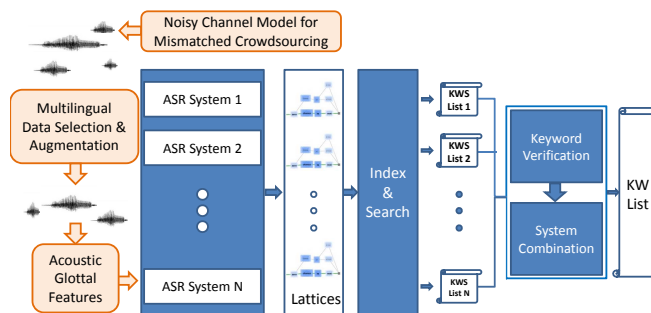 Noisy Channel Model for
Mismatched Crowdsourcing
Multilingual
Data Selection &
Augmentation
Acoustic
Glottal
Features
ASR System 1
ASR System 2
ASR System N
Lattices
Index
&
Search
KWS
List 1
KWS
List 2
KWS
List N
Keyword
Verification
System
Combination
KW
List